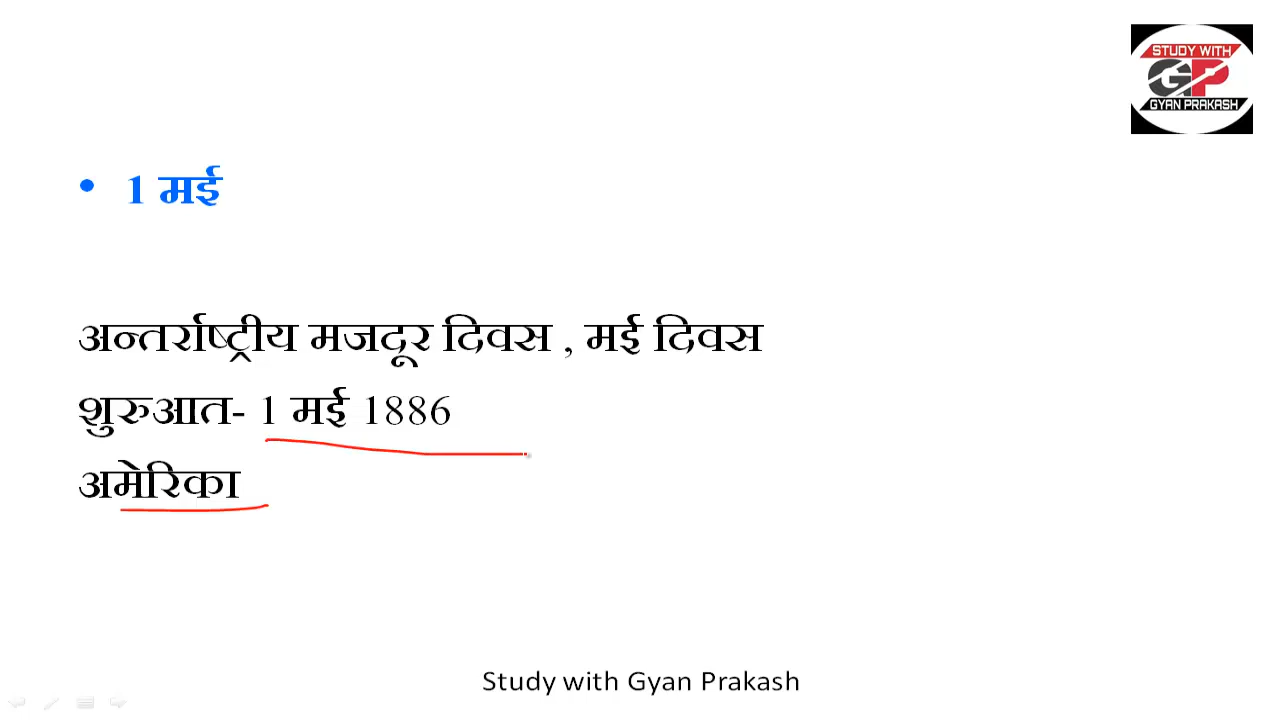 STUDY WITH
GP
GYAN PRAKASH
• 1 मई
अन्तर्राष्ट्रीय मजदूर दिवस , मई दिवस
शुरुआत- 1 मई 1886
अमेरिका
Study with Gyan Prakash